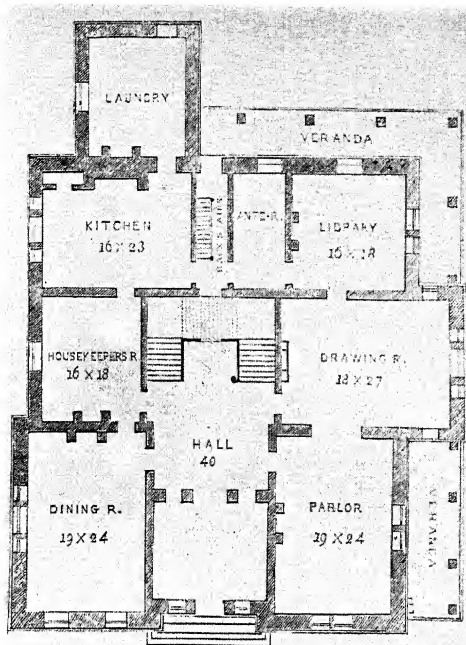 LAUNDRY
VERANDA
KITCHEN
16 X 23
BACK STAIRS
ANTE-R.
LIBRARY
16 X 18
HOUSEKEEPERS R.
16 X 18
DRAWING R.
18 X 27
HALL
40
DINING R.
19 X 24
PARLOR
19 X 24
VERANDA